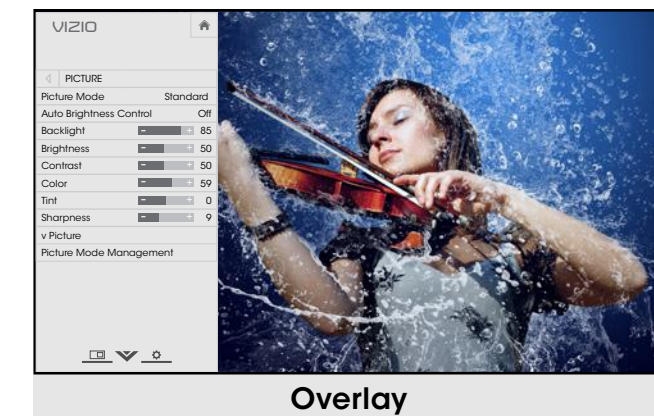 VIZIO
PICTURE
Picture Mode Standard
Auto Brightness Control Off
Backlight - + 85
Brightness - + 50
Contrast - + 50
Color - + 59
Tint - + 0
Sharpness - + 9
v Picture
Picture Mode Management
Overlay